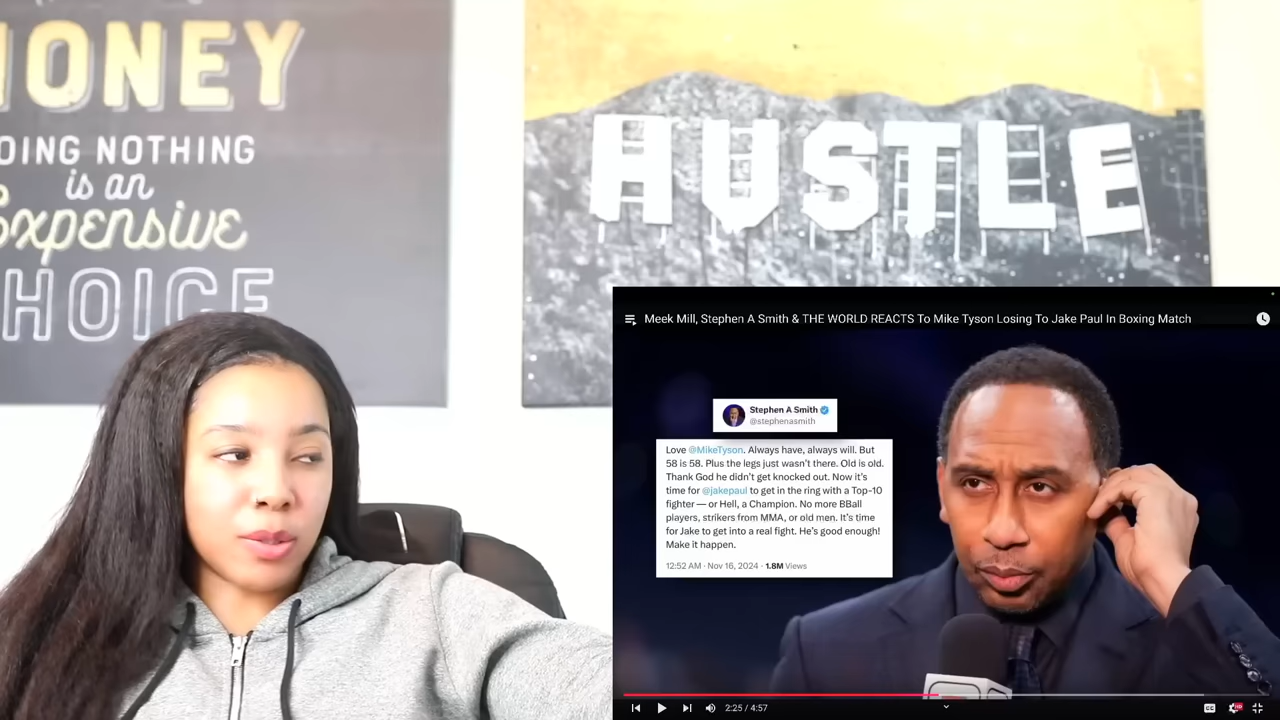 MONEY
DOING NOTHING
is an
Expensive
CHOICE
HUSTLE
Meek Mill, Stephen A Smith & THE WORLD REACTS To Mike Tyson Losing To Jake Paul In Boxing Match
Stephen A Smith
@stephenasmith
Love @MikeTyson. Always have, always will. But
58 is 58. Plus the legs just wasn't there. Old is old.
Thank God he didn't get knocked out. Now it's
time for @jakepaul to get in the ring with a Top-10
fighter — or Hell, a Champion. No more BBall
players, strikers from MMA, or old men. It's time
for Jake to get into a real fight. He's good enough!
Make it happen.
12:52 AM · Nov 16, 2024 · 1.8M Views
2:25 / 4:57
CC
HD